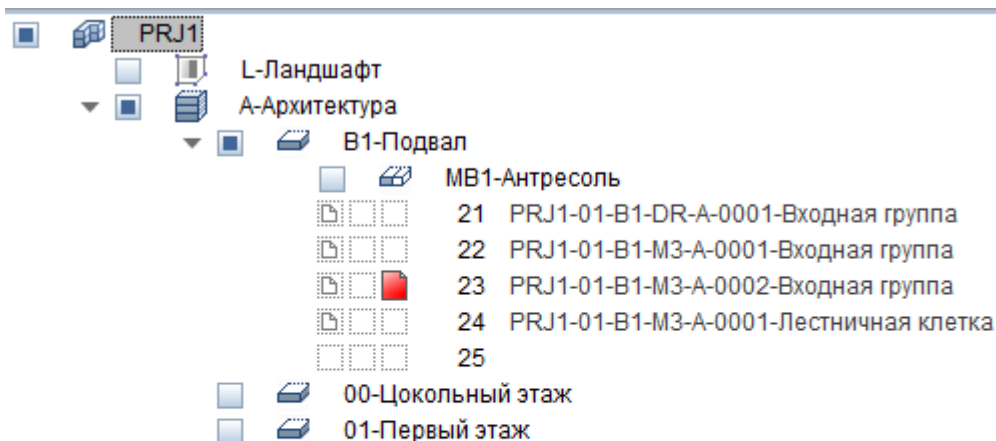 PRJ1
L-Ландшафт
A-Архитектура
B1-Подвал
MB1-Антресоль
21 PRJ1-01-B1-DR-A-0001-Входная группа
22 PRJ1-01-B1-M3-A-0001-Входная группа
23 PRJ1-01-B1-M3-A-0002-Входная группа
24 PRJ1-01-B1-M3-A-0001-Лестничная клетка
25
00-Цокольный этаж
01-Первый этаж